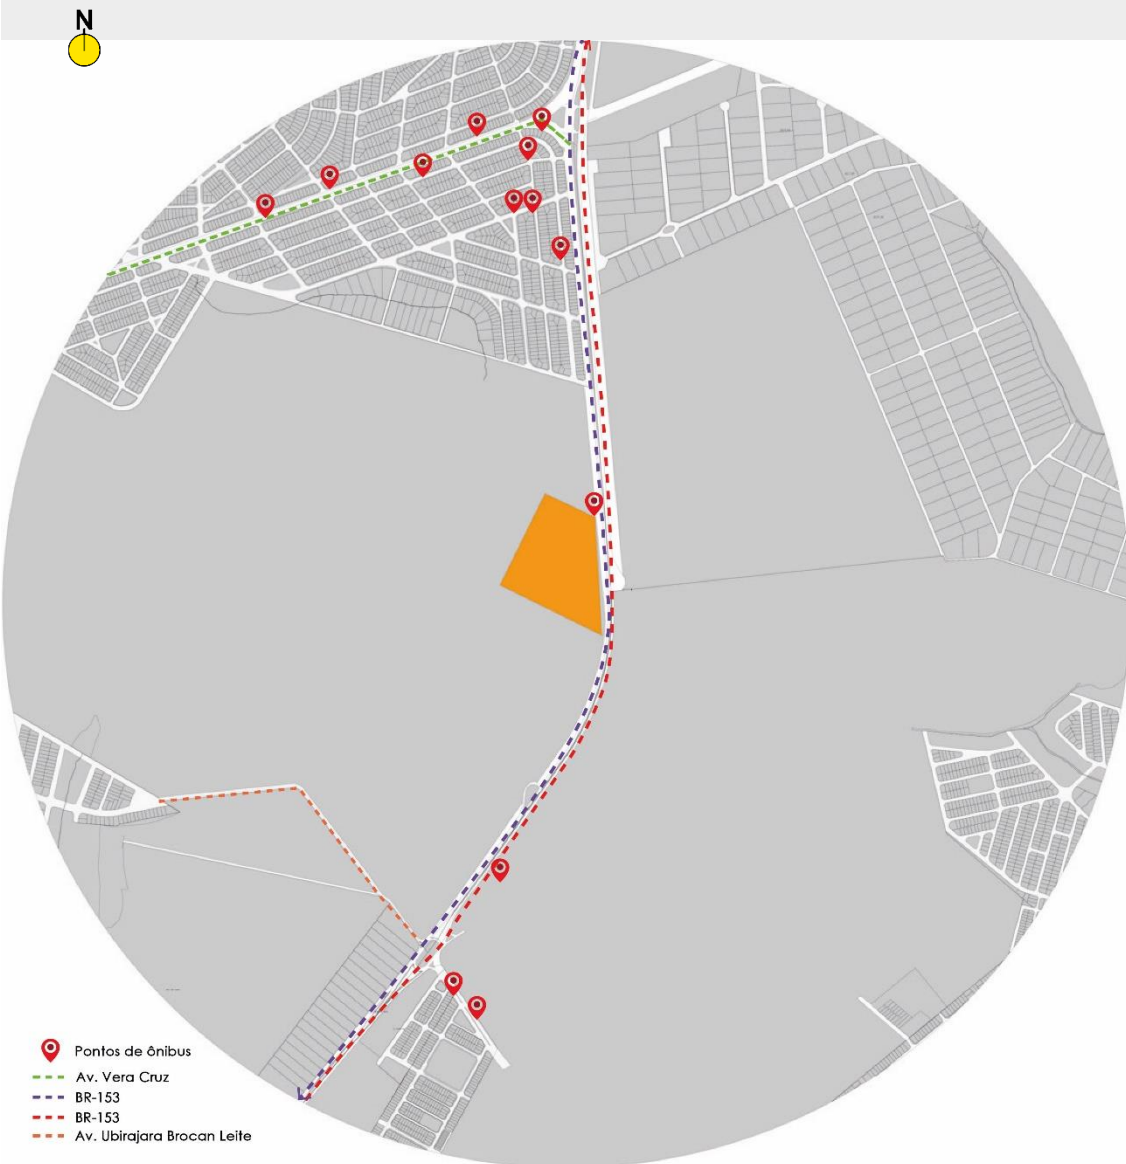 N
Pontos de ônibus
Av. Vera Cruz
BR-153
BR-153
Av. Ubirajara Brocan Leite